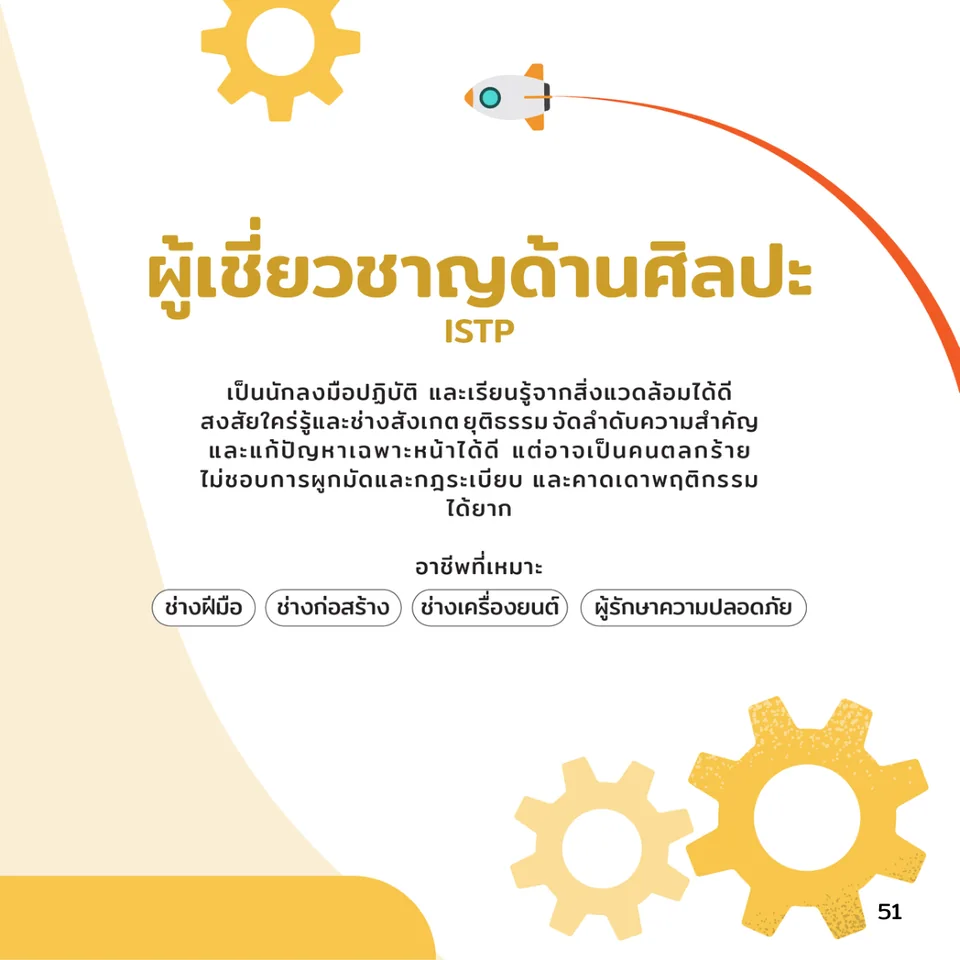 ผู้เชี่ยวชาญด้านศิลปะ
ISTP
เป็นนักลงมือปฏิบัติ และเรียนรู้จากสิ่งแวดล้อมได้ดี
สงสัยใคร่รู้และช่างสังเกต ยุติธรรม จัดลำดับความสำคัญ
และแก้ปัญหาเฉพาะหน้าได้ดี แต่อาจเป็นคนตลกร้าย
ไม่ชอบการผูกมัดและกฎระเบียบ และคาดเดาพฤติกรรม
ได้ยาก
อาชีพที่เหมาะ
ช่างฝีมือ ช่างก่อสร้าง ช่างเครื่องยนต์ ผู้รักษาความปลอดภัย
51